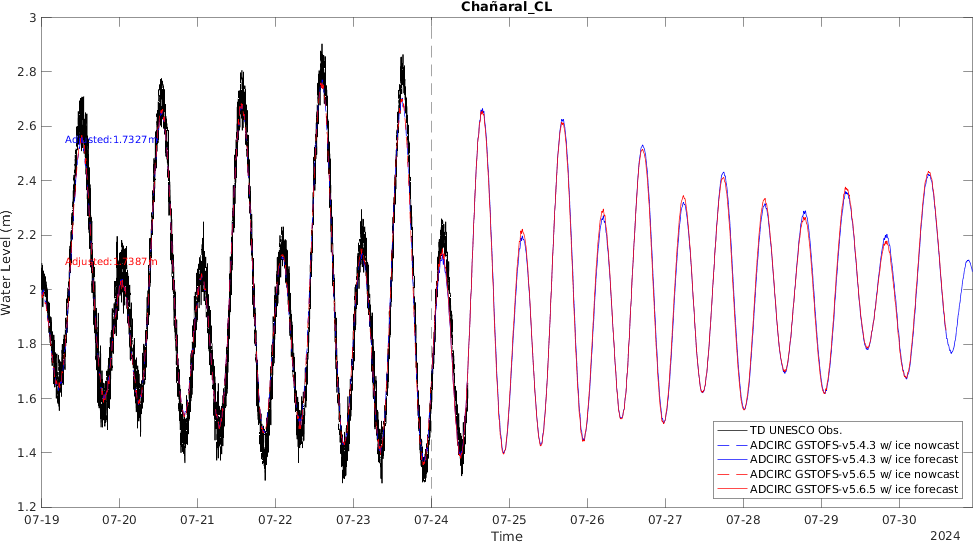 Chañaral_CL
3
2.8
2.6
2.4
2.2
2
1.8
1.6
1.4
1.2
Water Level (m)
Adjusted:1.7327m
Adjusted:1.7387m
TD UNESCO Obs.
ADCIRC GSTOFS-v5.4.3 w/ ice nowcast
ADCIRC GSTOFS-v5.4.3 w/ ice forecast
ADCIRC GSTOFS-v5.6.5 w/ ice nowcast
ADCIRC GSTOFS-v5.6.5 w/ ice forecast
07-19 07-20 07-21 07-22 07-23 07-24 07-25 07-26 07-27 07-28 07-29 07-30
Time
2024